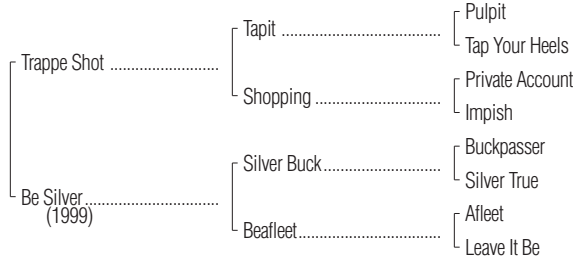 Pulpit
Tapit ........................................
Tap Your Heels
Trappe Shot ...........................
Private Account
Shopping ................................
Impish
Buckpasser
Silver Buck..............................
Silver True
Be Silver.................................
(1999)
Afleet
Beafleet...................................
Leave It Be